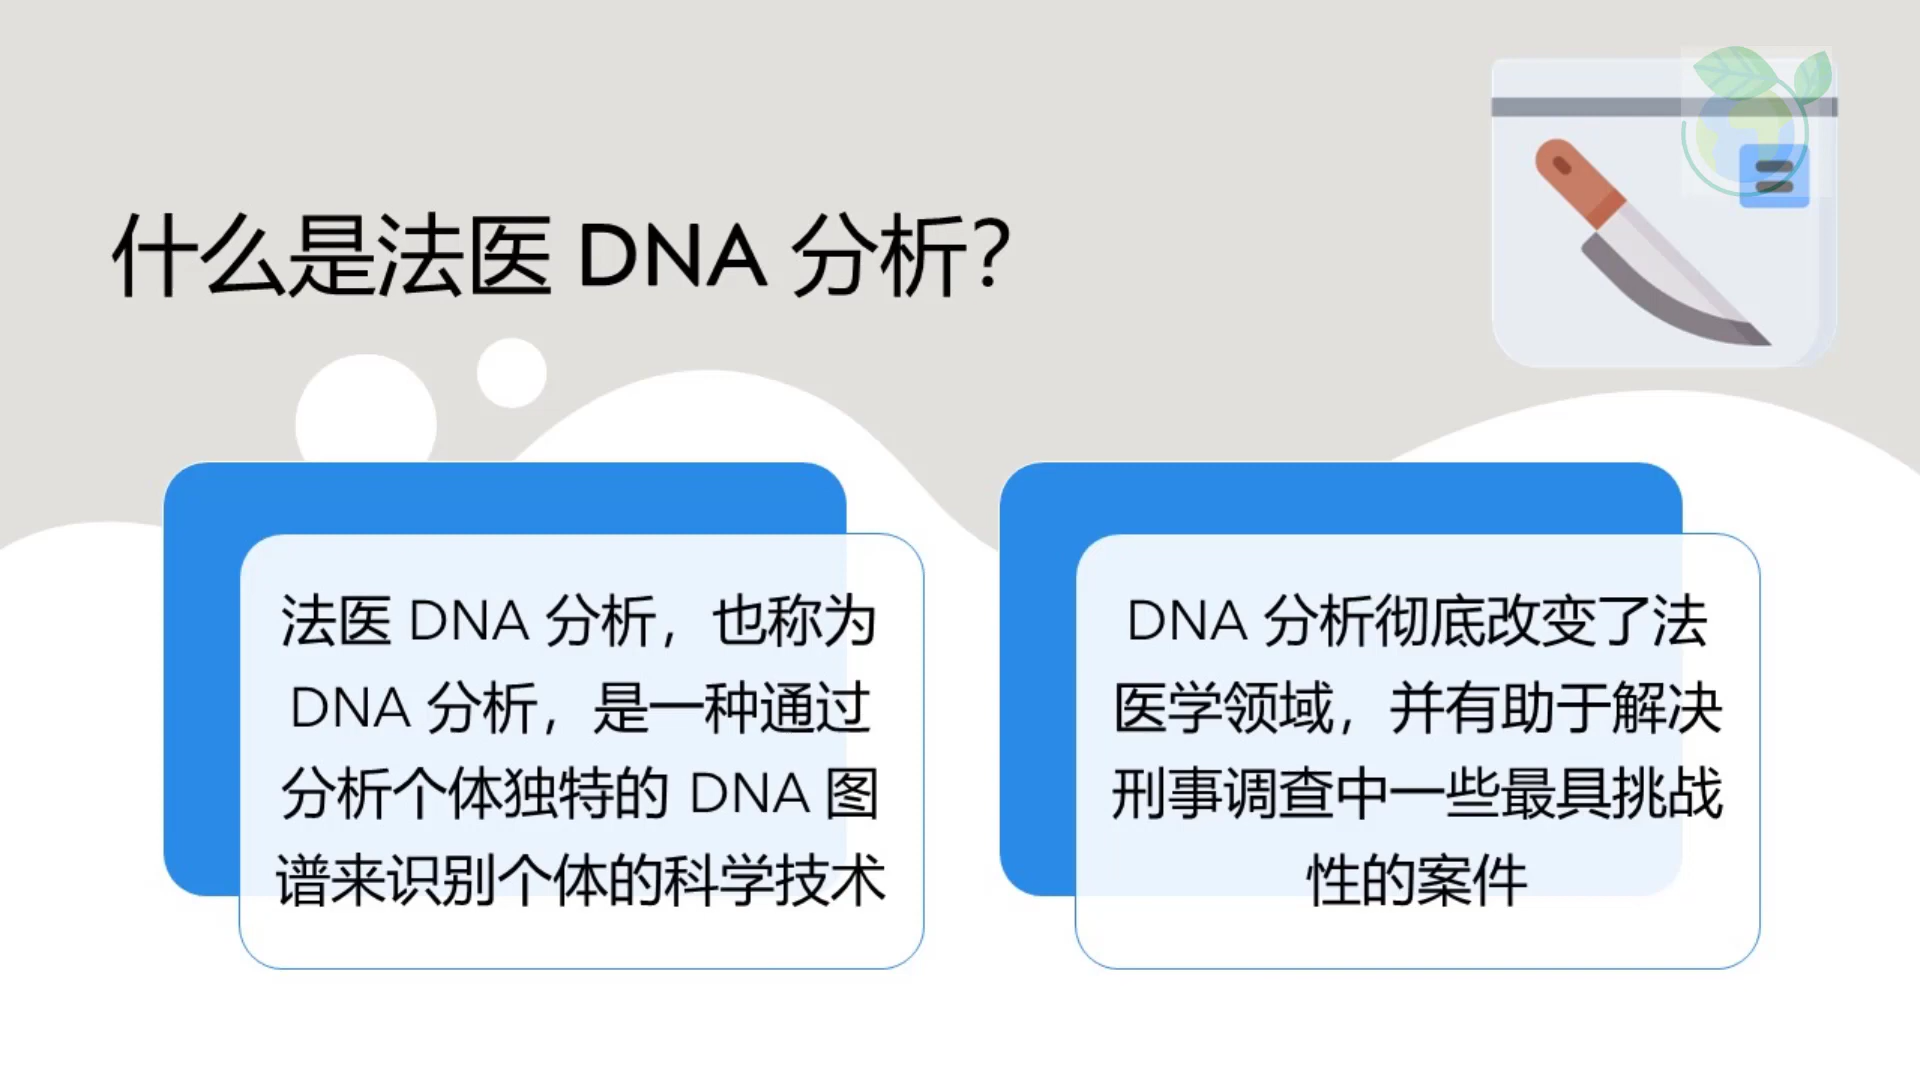 什么是法医 DNA 分析？
法医 DNA 分析，也称为
DNA 分析，是一种通过
分析个体独特的 DNA 图
谱来识别个体的科学技术
DNA 分析彻底改变了法
医学领域，并有助于解决
刑事调查中一些最具挑战
性的案件